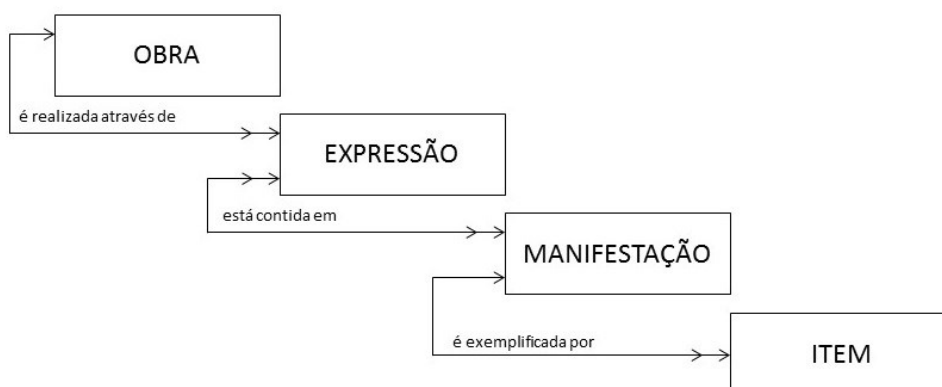 OBRA
é realizada através de
EXPRESSÃO
está contida em
MANIFESTAÇÃO
é exemplificada por
ITEM